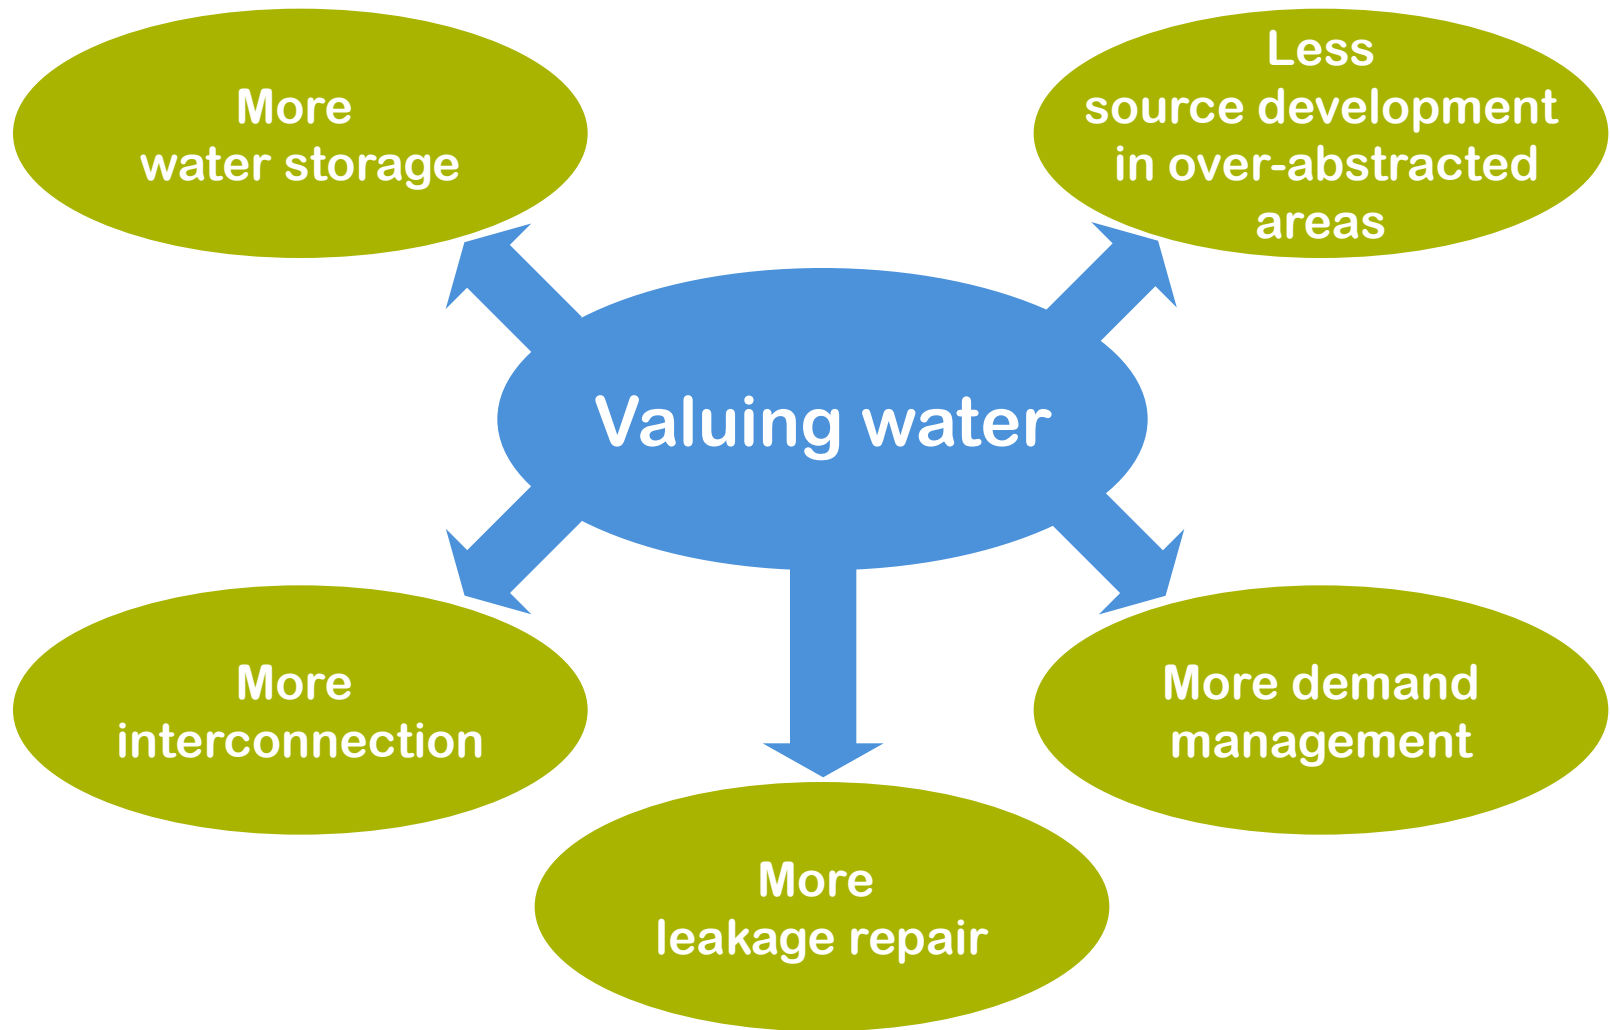 More
water storage
Less
source development
in over-abstracted
areas
Valuing water
More
interconnection
More demand
management
More
leakage repair